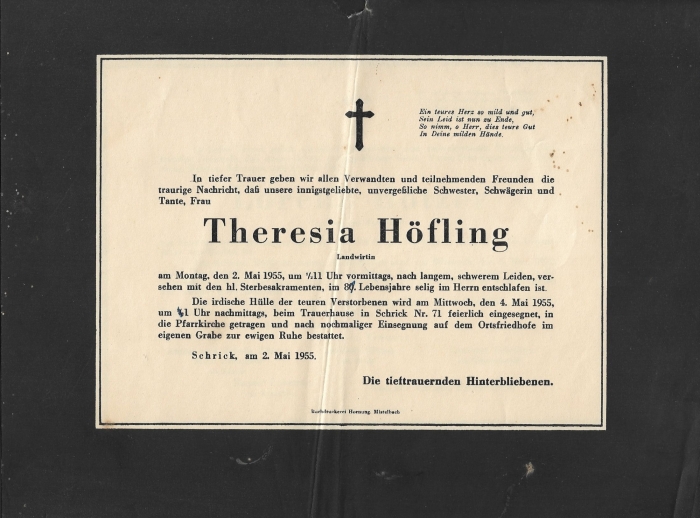 Ein teures Herz so mild und gut,
Sein Leid ist nun zu Ende,
So nimm, o Herr, dies teure Gut
In Deine milden Hände.
In tiefer Trauer geben wir allen Verwandten und teilnehmenden Freunden die
traurige Nachricht, daß unsere innigstgeliebte, unvergeßliche Schwester, Schwägerin und
Tante, Frau
Theresia Höfling
Landwirtin
am Montag, den 2. Mai 1955, um ½11 Uhr vormittags, nach langem, schwerem Leiden, ver-
sehen mit den hl. Sterbesakramenten, im Lebensjahre selig im Herrn entschlafen ist.
Die irdische Hülle der teuren Verstorbenen wird am Mittwoch, den 4. Mai 1955,
um Uhr nachmittags, beim Trauerhause in Schrick Nr. 71 feierlich eingesegnet, in
die Pfarrkirche getragen und nach nochmaliger Einsegnung auf dem Ortsfriedhofe im
eigenen Grabe zur ewigen Ruhe bestattet.
Schrick, am 2. Mai 1955.
Die tieftrauernden Hinterbliebenen.
Buchdruckerei Hornung Mistelbach